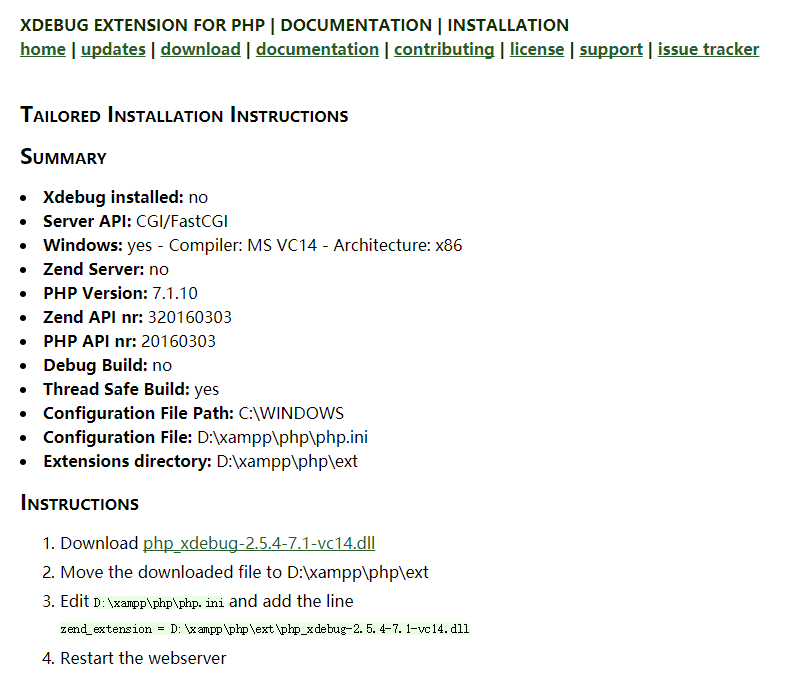 XDEBUG EXTENSION FOR PHP | DOCUMENTATION | INSTALLATION
home | updates | download | documentation | contributing | license | support | issue tracker
Tailored Installation Instructions
Summary
• Xdebug installed: no
• Server API: CGI/FastCGI
• Windows: yes - Compiler: MS VC14 - Architecture: x86
• Zend Server: no
• PHP Version: 7.1.10
• Zend API nr: 320160303
• PHP API nr: 20160303
• Debug Build: no
• Thread Safe Build: yes
• Configuration File Path: C:\WINDOWS
• Configuration File: D:\xampp\php\php.ini
• Extensions directory: D:\xampp\php\ext
Instructions
1. Download php_xdebug-2.5.4-7.1-vc14.dll
2. Move the downloaded file to D:\xampp\php\ext
3. Edit D:\xampp\php\php.ini and add the line
zend_extension = D:\xampp\php\ext\php_xdebug-2.5.4-7.1-vc14.dll
4. Restart the webserver